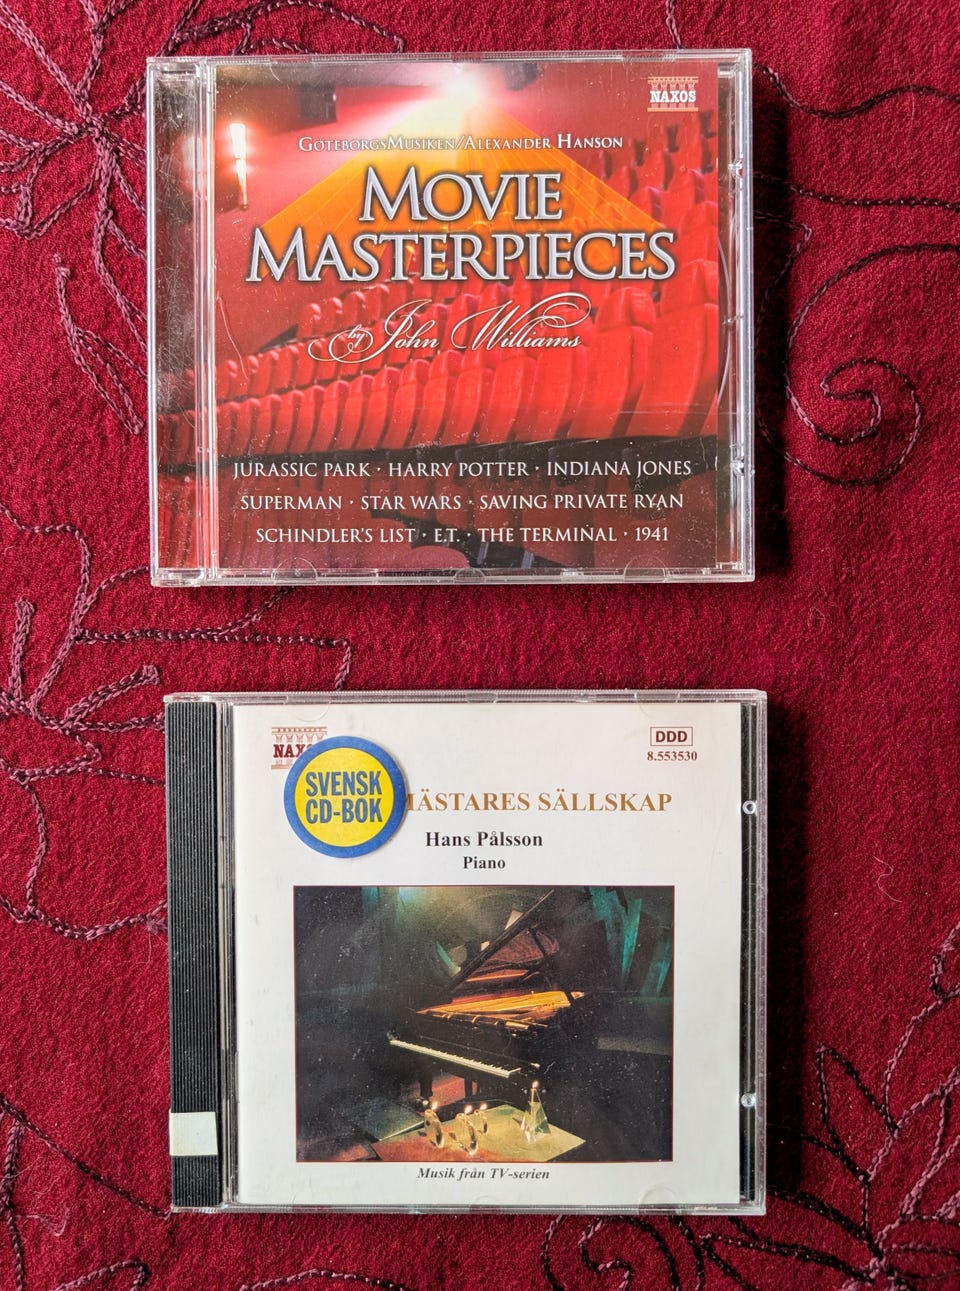 NAXOS
GÖTEBORGSMUSIKEN/ALEXANDER HANSON
MOVIE
MASTERPIECES
by John Williams
JURASSIC PARK · HARRY POTTER · INDIANA JONES
SUPERMAN · STAR WARS · SAVING PRIVATE RYAN
SCHINDLER'S LIST · E.T. · THE TERMINAL · 1941
DDD
8.553530
SVENSK
CD-BOK
SÄLLSKAP
Hans Pålsson
Piano
Musik från TV-serien